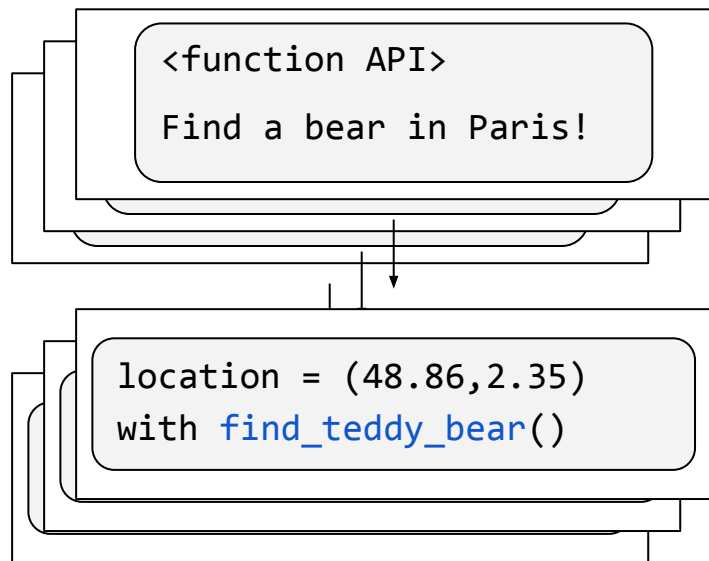 <function API>
Find a bear in Paris!
location = (48.86,2.35)
with find_teddy_bear()